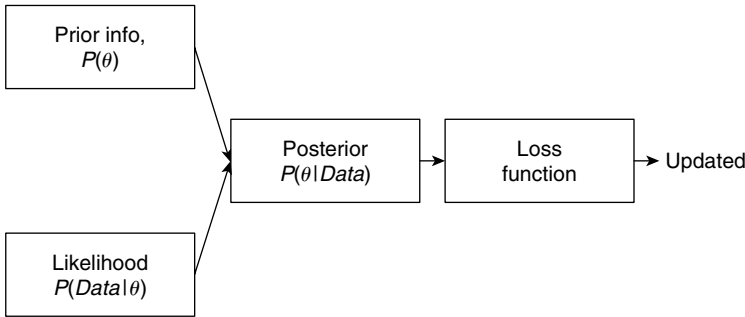 Prior info,
P(θ)
Likelihood
P(Data|θ)
Posterior
P(θ|Data)
Loss
function
Updated